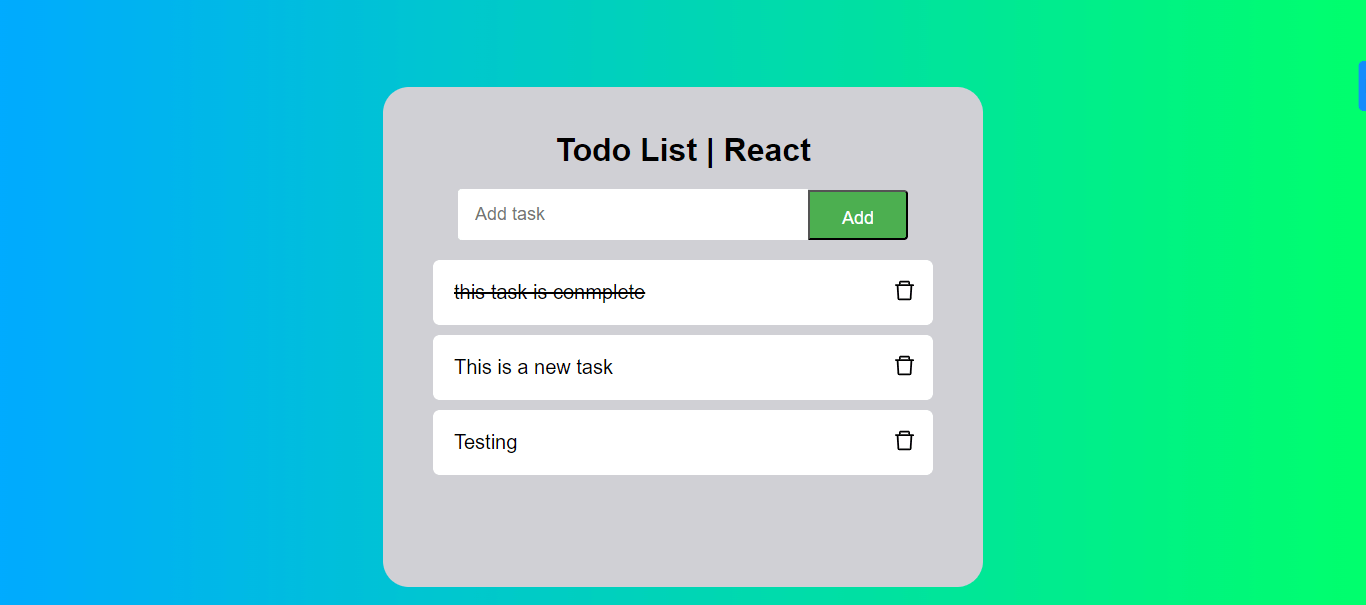 Todo List | React
Add task
Add
this task is conmplete
This is a new task
Testing